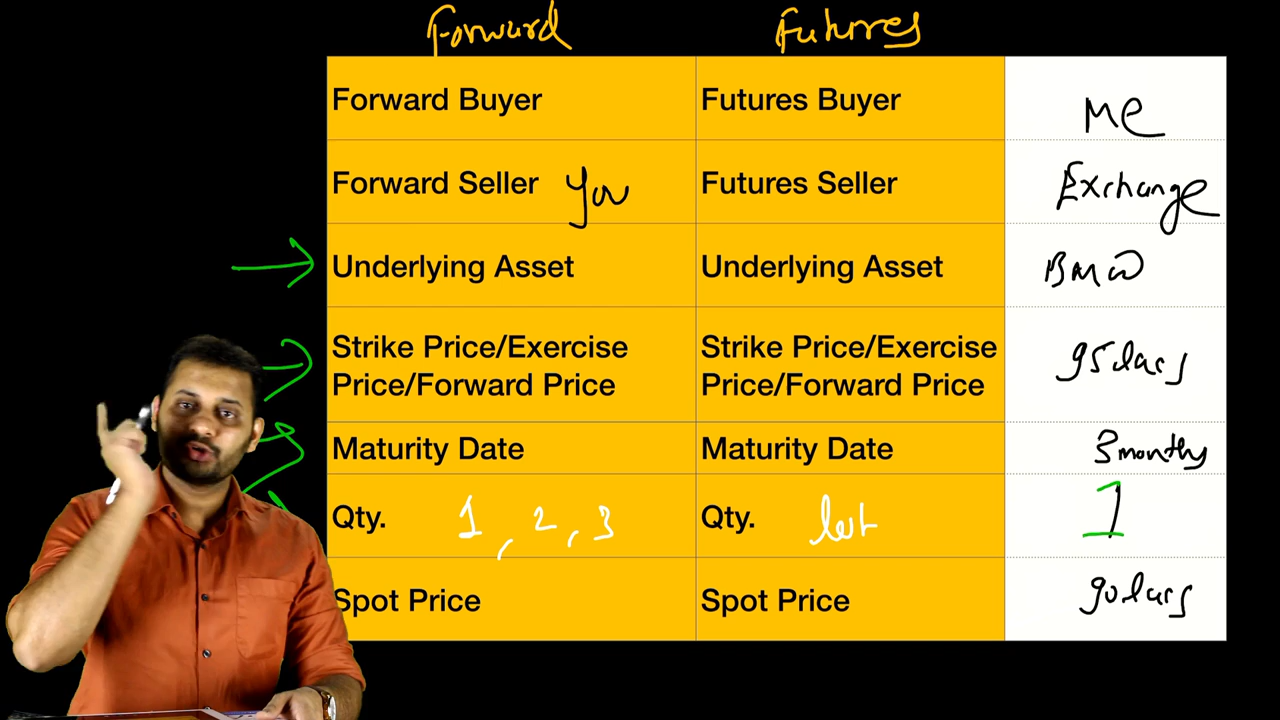 Forward Futures
Forward Buyer Futures Buyer Me
Forward Seller You Futures Seller Exchange
Underlying Asset Underlying Asset BMW
Strike Price/Exercise Strike Price/Exercise 95 lacs
Price/Forward Price Price/Forward Price
Maturity Date Maturity Date 3 months
Qty. 1, 2, 3 Qty. lot 1
Spot Price Spot Price 90 lacs